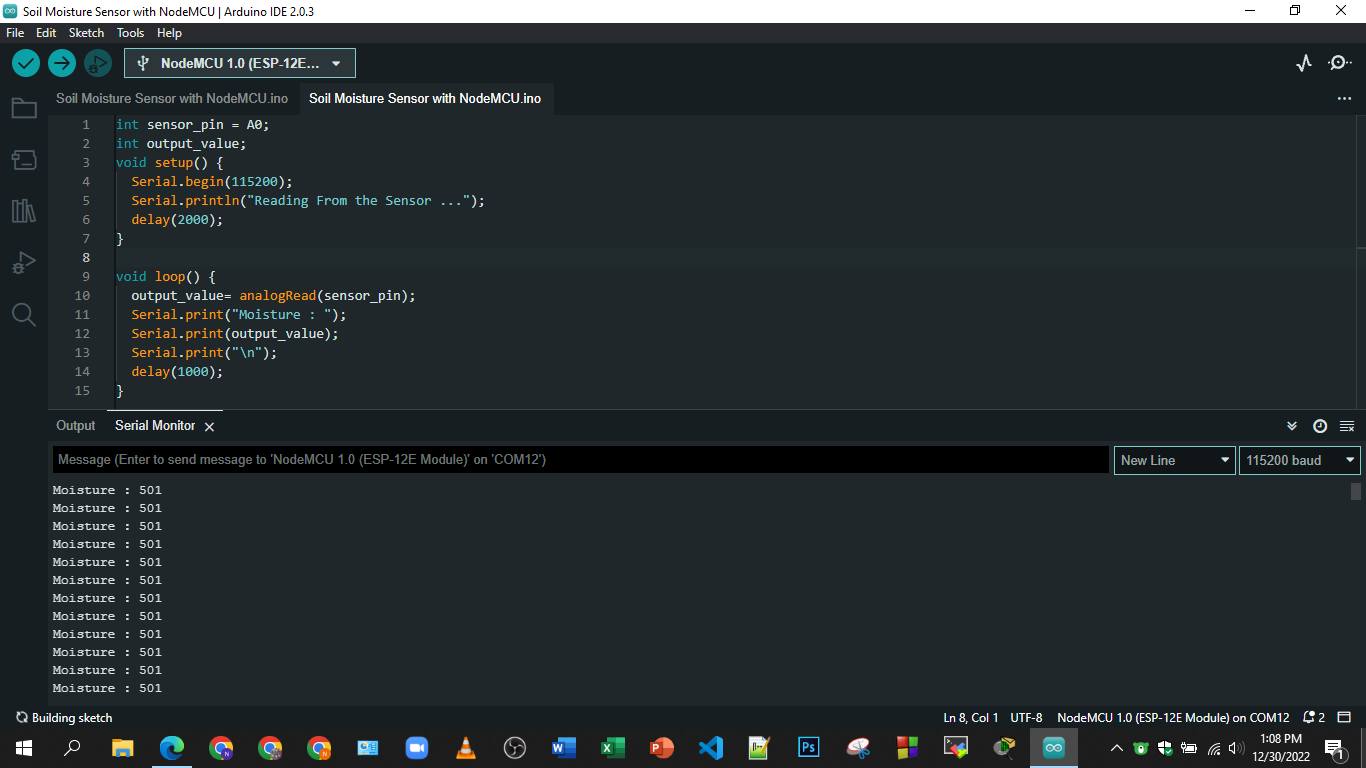 Soil Moisture Sensor with NodeMCU | Arduino IDE 2.0.3
File Edit Sketch Tools Help
NodeMCU 1.0 (ESP-12E...
Soil Moisture Sensor with NodeMCU.ino Soil Moisture Sensor with NodeMCU.ino
1 int sensor_pin = A0;
2 int output_value;
3 void setup() {
4 Serial.begin(115200);
5 Serial.println("Reading From the Sensor ...");
6 delay(2000);
7 }
8
9 void loop() {
10 output_value= analogRead(sensor_pin);
11 Serial.print("Moisture : ");
12 Serial.print(output_value);
13 Serial.print("\n");
14 delay(1000);
15 }
Output Serial Monitor
Message (Enter to send message to 'NodeMCU 1.0 (ESP-12E Module)' on 'COM12') New Line 115200 baud
Moisture : 501
Moisture : 501
Moisture : 501
Moisture : 501
Moisture : 501
Moisture : 501
Moisture : 501
Moisture : 501
Moisture : 501
Moisture : 501
Moisture : 501
Moisture : 501
Building sketch Ln 8, Col 1 UTF-8 NodeMCU 1.0 (ESP-12E Module) on COM12 2
1:08 PM
12/30/2022 1